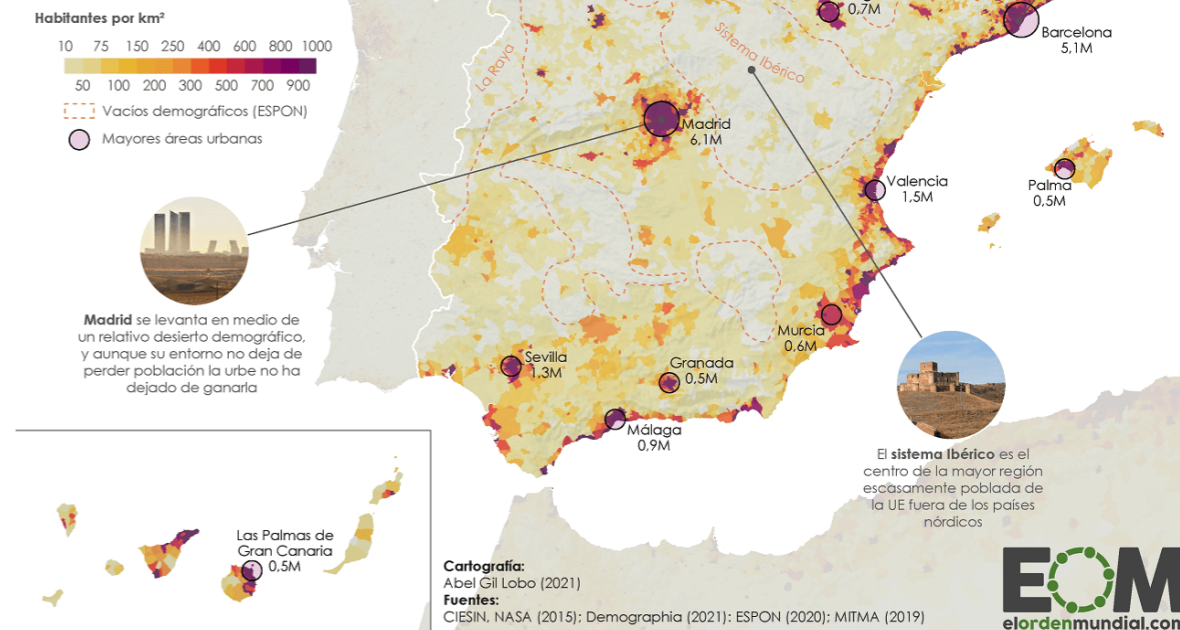 Habitantes por km²
10 75 150 250 400 600 800 1000
50 100 200 300 500 700 900
Vacíos demográficos (ESPON)
Mayores áreas urbanas
0,7M
Barcelona
5,1M
La Raya
Sistema Ibérico
Madrid
6,1M
Valencia
1,5M
Palma
0,5M
Murcia
0,6M
Sevilla
1,3M
Granada
0,5M
Málaga
0,9M
Madrid se levanta en medio de
un relativo desierto demográfico,
y aunque su entorno no deja de
perder población la urbe no ha
dejado de ganarla
El sistema Ibérico es el
centro de la mayor región
escasamente poblada de
la UE fuera de los países
nórdicos
Las Palmas de
Gran Canaria
0,5M
Cartografía:
Abel Gil Lobo (2021)
Fuentes:
CIESIN, NASA (2015); Demographia (2021); ESPON (2020); MITMA (2019)
EOM
elordenmundial.com